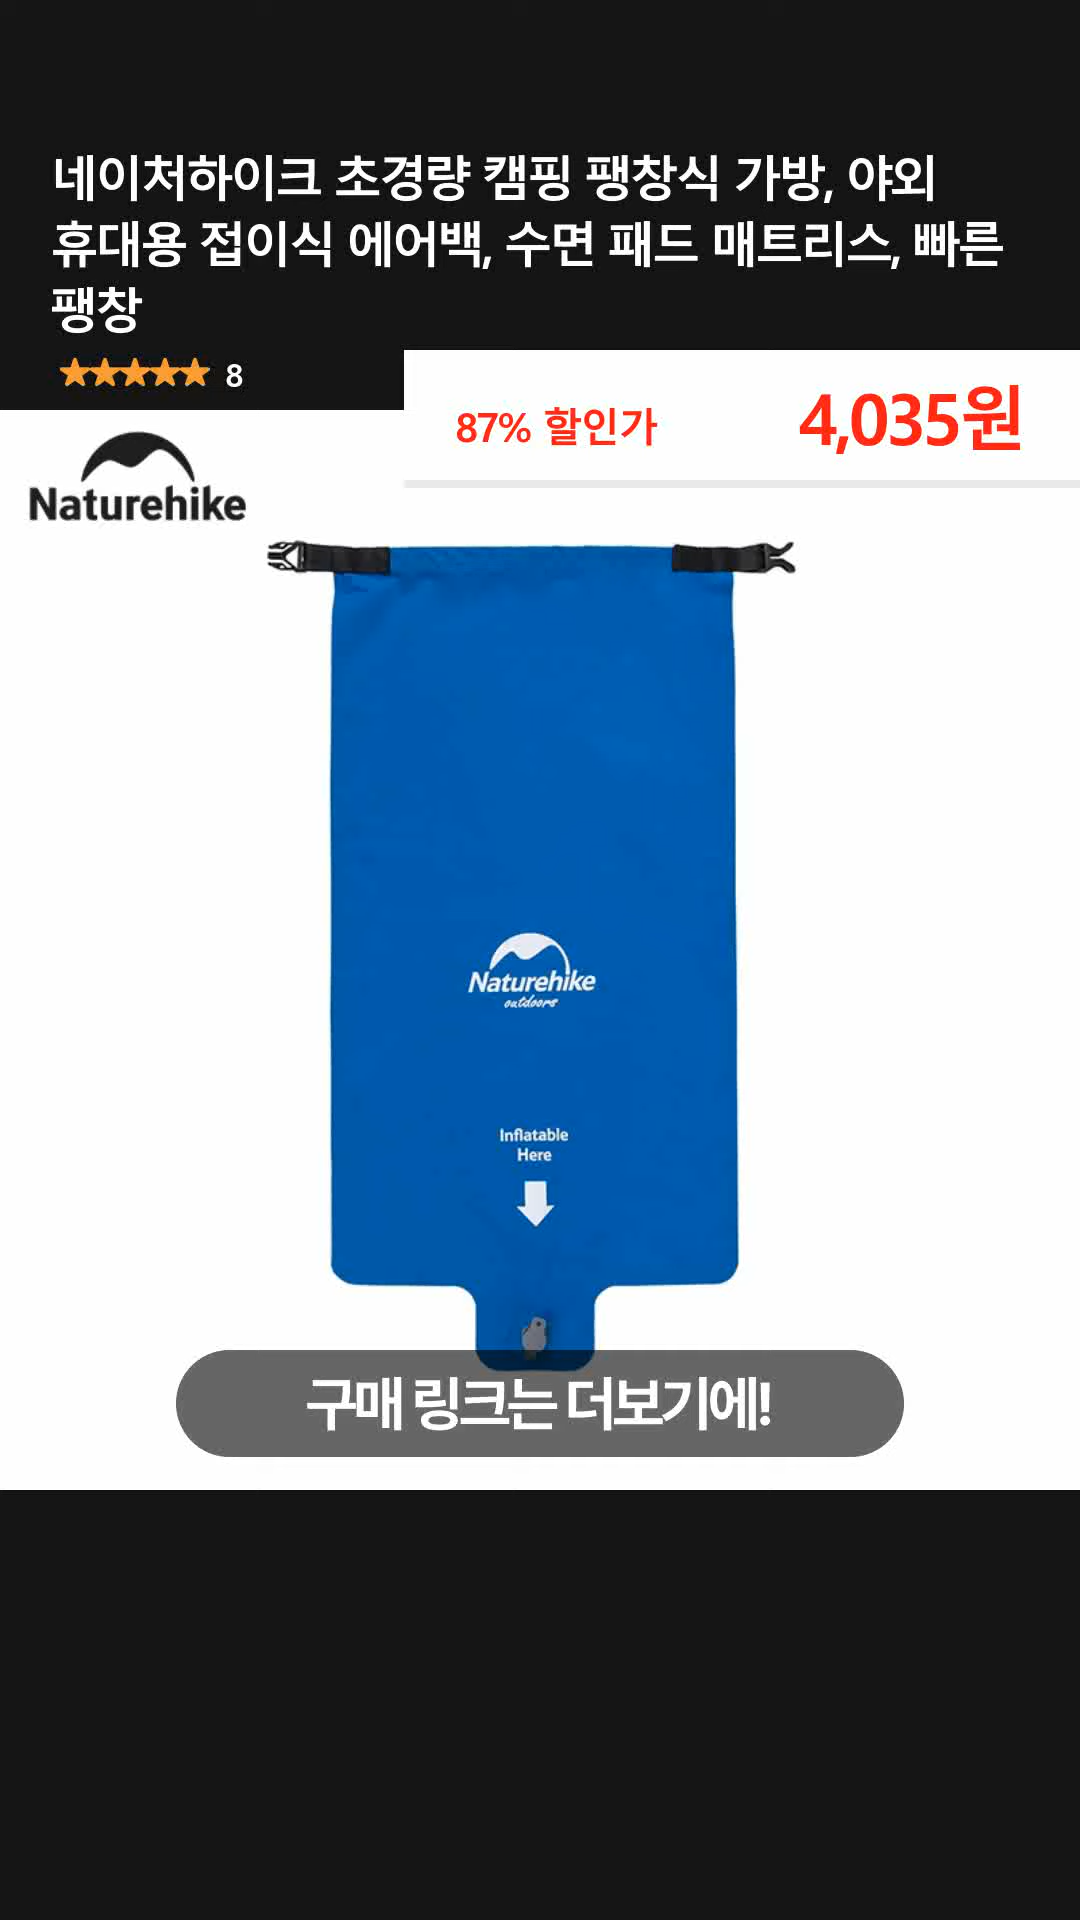 네이처하이크 초경량 캠핑 팽창식 가방, 야외
휴대용 접이식 에어백, 수면 패드 매트리스, 빠른
팽창
8
87% 할인가
4,035원
Naturehike
Naturehike
outdoors
Inflatable
Here
구매 링크는 더보기에!